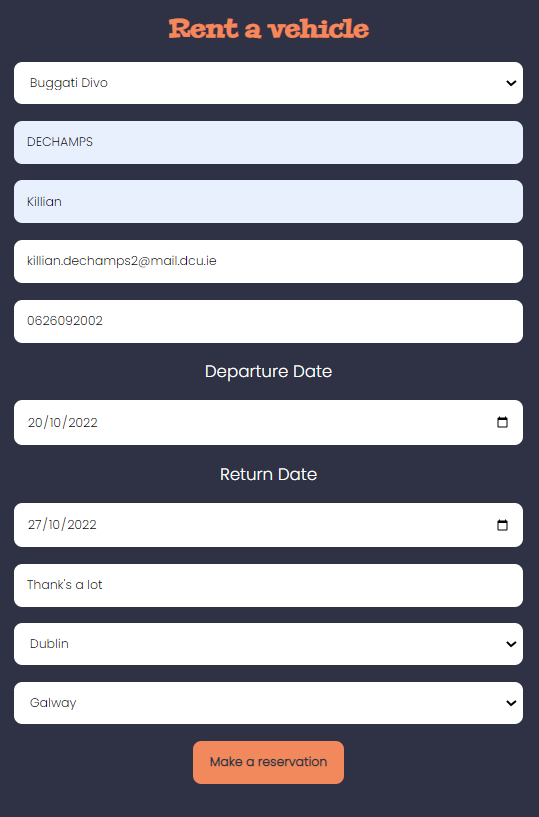 Rent a vehicle
Buggati Divo
DECHAMPS
Killian
killian.dechamps2@mail.dcu.ie
0626092002
Departure Date
20/10/2022
Return Date
27/10/2022
Thank's a lot
Dublin
Galway
Make a reservation